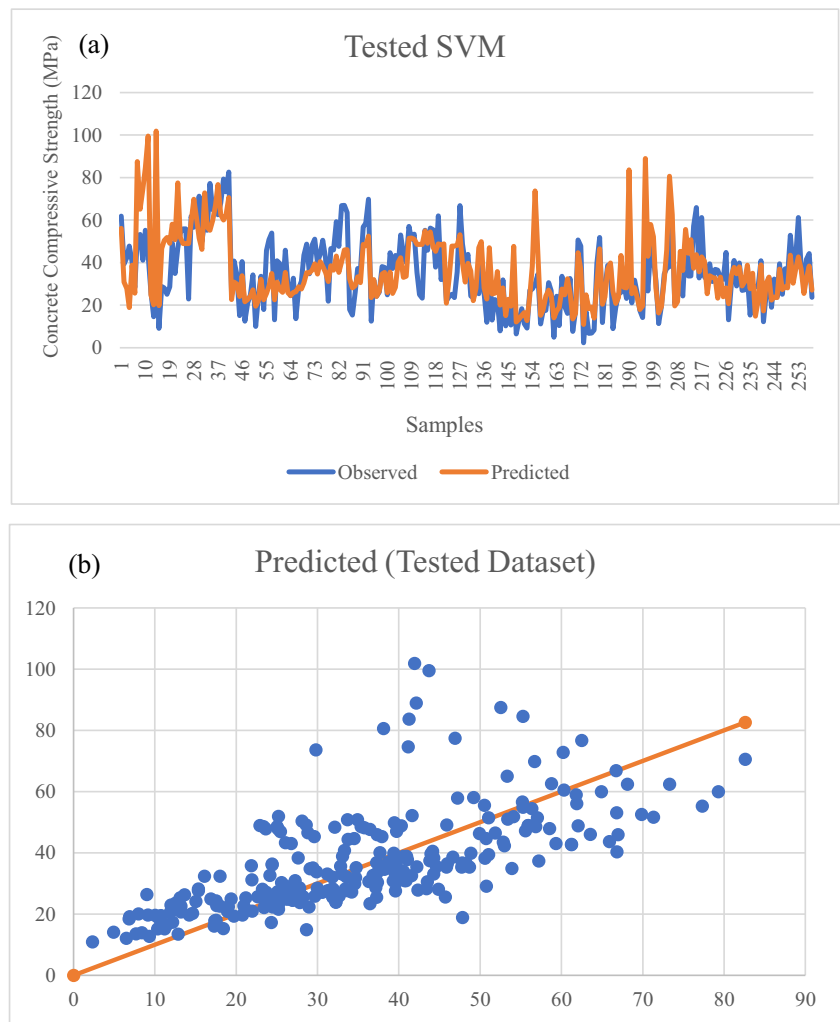 (a)
Tested SVM
Concrete Compressive Strength (MPa)
120
100
80
60
40
20
0
1 10 19 28 37 46 55 64 73 82 91 100 109 118 127 136 145 154 163 172 181 190 199 208 217 226 235 244 253
Samples
Observed Predicted
(b)
Predicted (Tested Dataset)
120
100
80
60
40
20
0
0 10 20 30 40 50 60 70 80 90